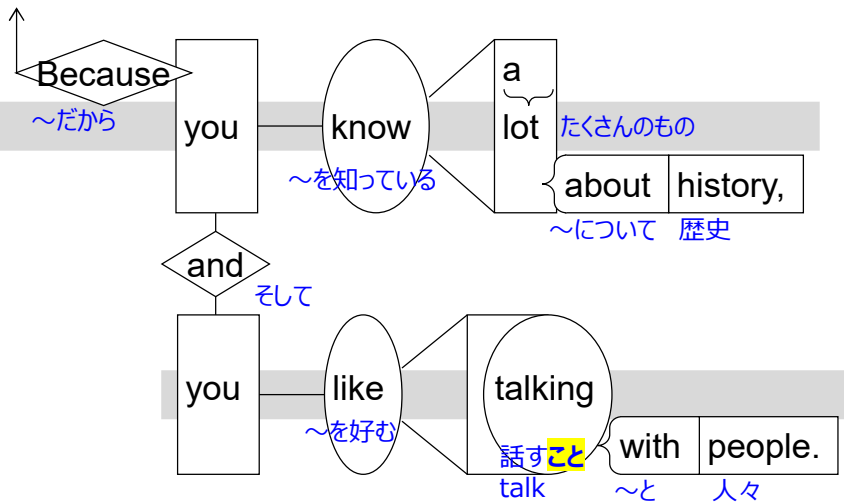 Because
～だから
you
know
～を知っている
a
lot
たくさんのもの
about
～について
history,
歴史
and
そして
you
like
～を好む
talking
話すこと
talk
with
～と
people.
人々